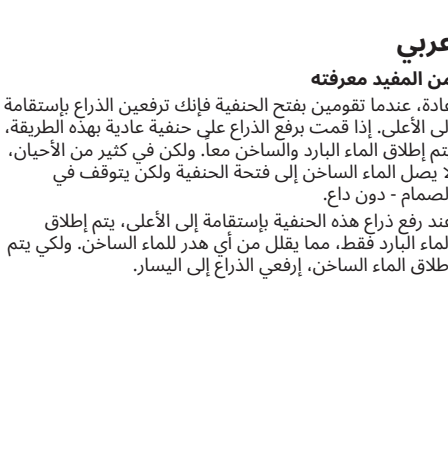 عربي
من المفيد معرفته
عادة، عندما تقومين بفتح الحنفية فإنك ترفعين الذراع بإستقامة
إلى الأعلى. إذا قمت برفع الذراع على حنفية عادية بهذه الطريقة،
يتم إطلاق الماء البارد والساخن معاً. ولكن في كثير من الأحيان،
لا يصل الماء الساخن إلى فتحة الحنفية ولكن يتوقف في
الصمام - دون داع.
عند رفع ذراع هذه الحنفية بإستقامة إلى الأعلى، يتم إطلاق
الماء البارد فقط، مما يقلل من أي هدر للماء الساخن. ولكي يتم
إطلاق الماء الساخن، إرفعي الذراع إلى اليسار.